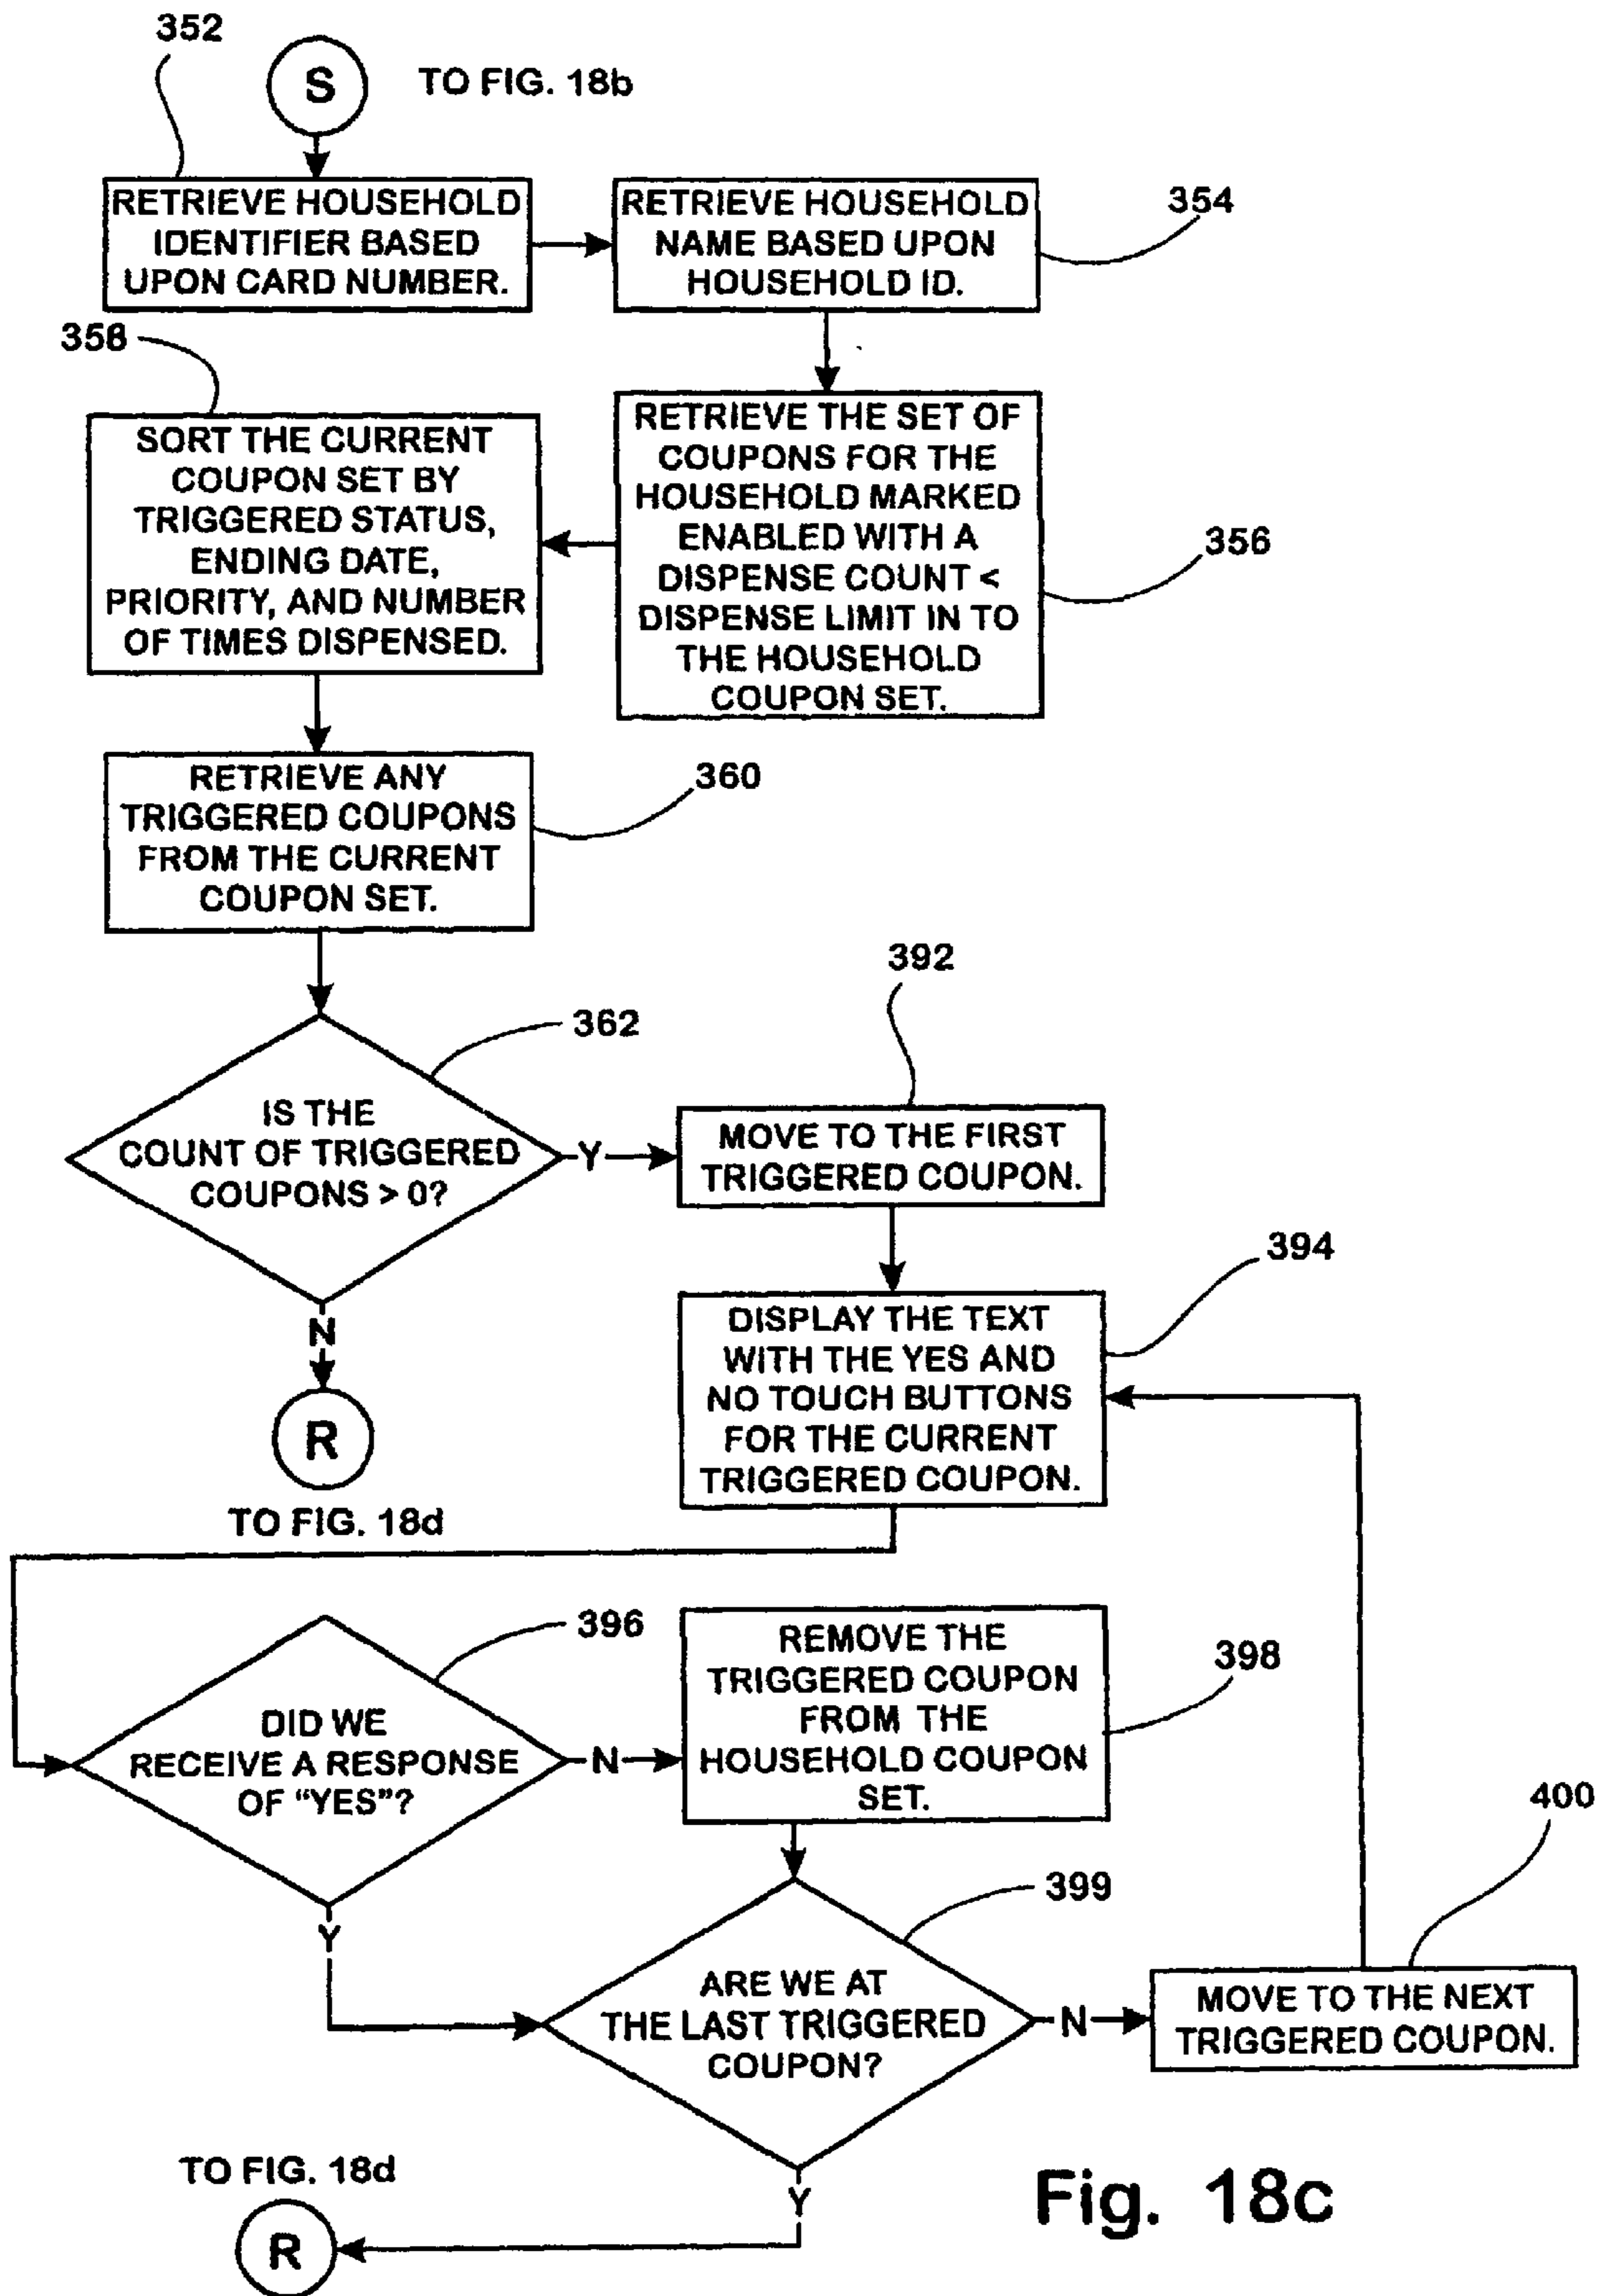 352
S
TO FIG. 18b
RETRIEVE HOUSEHOLD
IDENTIFIER BASED
UPON CARD NUMBER.
RETRIEVE HOUSEHOLD
NAME BASED UPON
HOUSEHOLD ID.
354
358
SORT THE CURRENT
COUPON SET BY
TRIGGERED STATUS,
ENDING DATE,
PRIORITY, AND NUMBER
OF TIMES DISPENSED.
RETRIEVE THE SET OF
COUPONS FOR THE
HOUSEHOLD MARKED
ENABLED WITH A
DISPENSE COUNT <
DISPENSE LIMIT IN TO
THE HOUSEHOLD
COUPON SET.
356
RETRIEVE ANY
TRIGGERED COUPONS
FROM THE CURRENT
COUPON SET.
360
362
IS THE
COUNT OF TRIGGERED
COUPONS > 0?
Y
392
MOVE TO THE FIRST
TRIGGERED COUPON.
N
R
TO FIG. 18d
394
DISPLAY THE TEXT
WITH THE YES AND
NO TOUCH BUTTONS
FOR THE CURRENT
TRIGGERED COUPON.
396
DID WE
RECEIVE A RESPONSE
OF “YES”?
N
REMOVE THE
TRIGGERED COUPON
FROM THE
HOUSEHOLD COUPON
SET.
398
Y
399
ARE WE AT
THE LAST TRIGGERED
COUPON?
N
400
MOVE TO THE NEXT
TRIGGERED COUPON.
Y
TO FIG. 18d
R
Fig. 18c